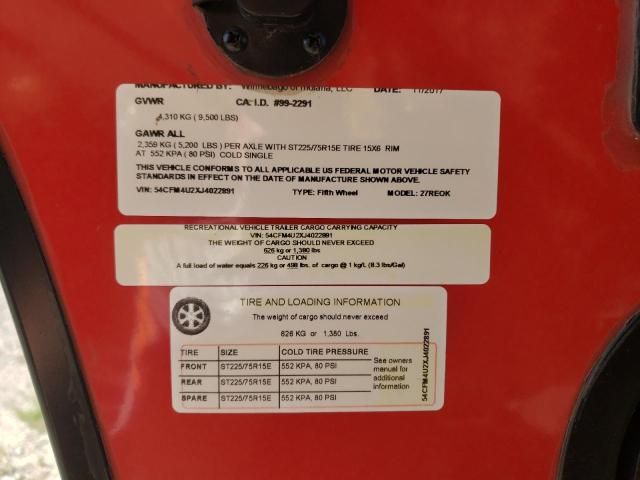 MANUFACTURED BY: Winnebago of Indiana, LLC DATE: 11/2017
GVWR CA. I.D. #99-2291
4,310 KG ( 9,500 LBS)
GAWR ALL
2,359 KG ( 5,200 LBS ) PER AXLE WITH ST225/75R15E TIRE 15X6 RIM
AT 552 KPA ( 80 PSI) COLD SINGLE
THIS VEHICLE CONFORMS TO ALL APPLICABLE US FEDERAL MOTOR VEHICLE SAFETY
STANDARDS IN EFFECT ON THE DATE OF MANUFACTURE SHOWN ABOVE.
VIN: 54CFM4U2XJ4022891 TYPE: Fifth Wheel MODEL: 27REOK
RECREATIONAL VEHICLE TRAILER CARGO CARRYING CAPACITY
VIN: 54CFM4U2XJ4022891
THE WEIGHT OF CARGO SHOULD NEVER EXCEED
626 kg or 1,380 lbs
CAUTION
A full load of water equals 226 kg or 498 lbs. of cargo @ 1 kg/L (8.3 lbs/Gal)
TIRE AND LOADING INFORMATION
The weight of cargo should never exceed
626 KG or 1,380 Lbs.
TIRE SIZE COLD TIRE PRESSURE
FRONT ST225/75R15E 552 KPA, 80 PSI
REAR ST225/75R15E 552 KPA, 80 PSI
SPARE ST225/75R15E 552 KPA, 80 PSI
See owners
manual for
additional
information
54CFM4U2XJ4022891